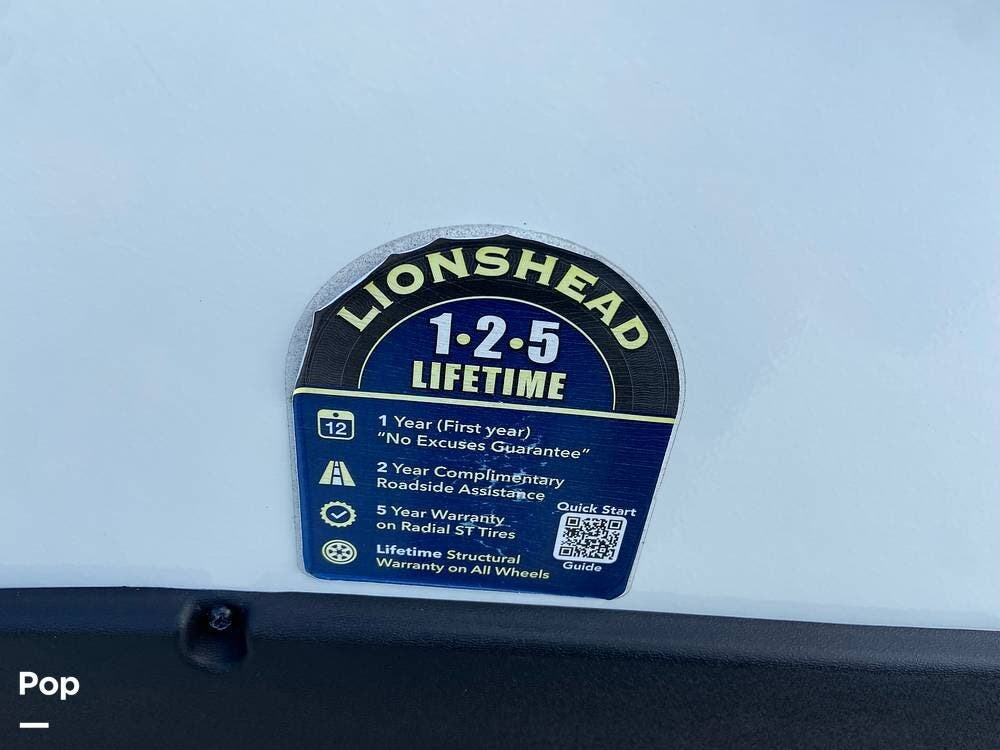 LIONSHEAD
1•2•5
LIFETIME
12
1 Year (First year)
"No Excuses Guarantee"
2 Year Complimentary
Roadside Assistance
5 Year Warranty
on Radial ST Tires
Lifetime Structural
Warranty on All Wheels
Quick Start
Guide
Pop